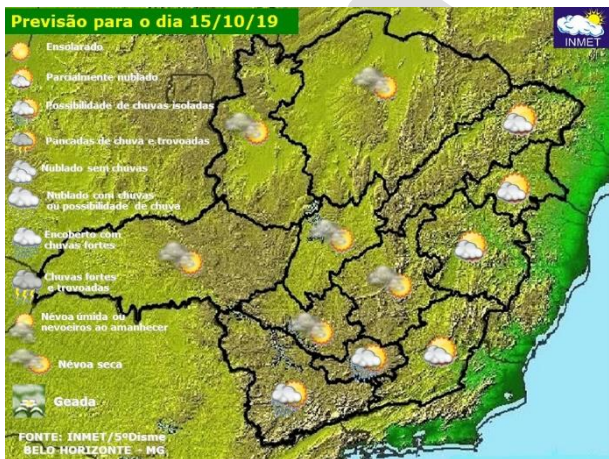 Previsão para o dia 15/10/19
INMET
Ensolarado
Parcialmente nublado
Possibilidade de chuvas isoladas
Pancadas de chuva e trovoadas
Nublado sem chuvas
Nublado com chuvas
ou possibilidade de chuva
Encoberto com
chuvas fortes
Chuvas fortes
e trovoadas
Névoa úmida ou
nevoeiros ao amanhecer
Névoa seca
Geada
FONTE: INMET/5ºDisme
BELO HORIZONTE - MG